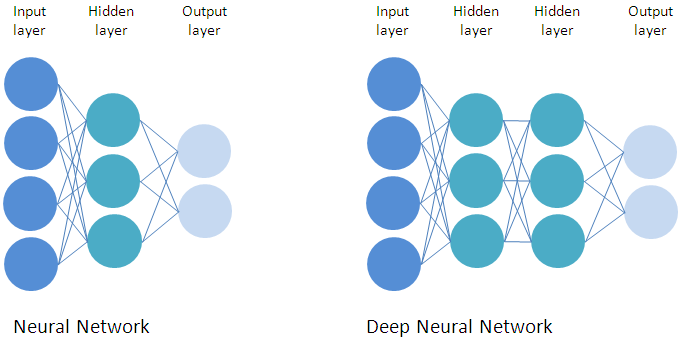 Input layer
Hidden layer
Output layer
Input layer
Hidden layer
Hidden layer
Output layer
Neural Network
Deep Neural Network